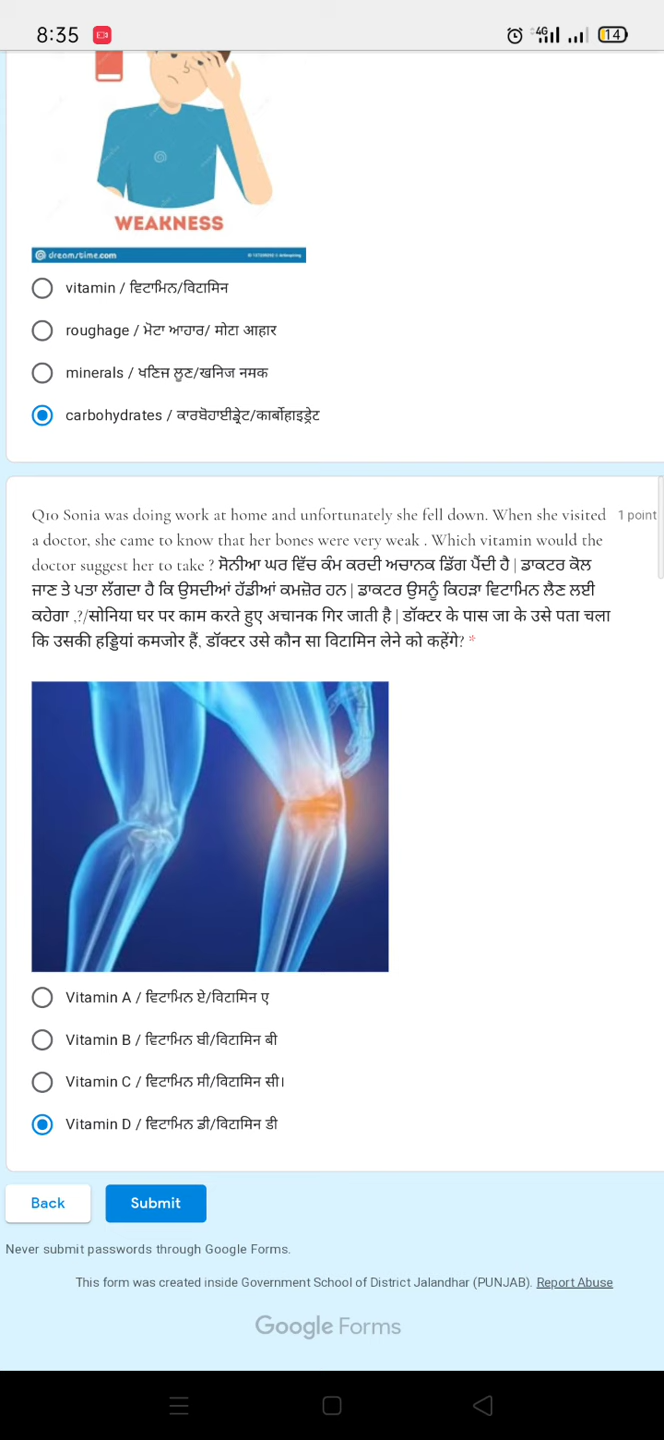 8:35
4G
14
WEAKNESS
dreamstime.com
vitamin / ਵਿਟਾਮਿਨ/विटामिन
roughage / ਮੋਟਾ ਆਹਾਰ/ मोटा आहार
minerals / ਖਣਿਜ ਲੂਣ/खनिज नमक
carbohydrates / ਕਾਰਬੋਹਾਈਡ੍ਰੇਟ/कार्बोहाइड्रेट
Q10 Sonia was doing work at home and unfortunately she fell down. When she visited 1 point
a doctor, she came to know that her bones were very weak . Which vitamin would the
doctor suggest her to take ? ਸੋਨੀਆ ਘਰ ਵਿੱਚ ਕੰਮ ਕਰਦੀ ਅਚਾਨਕ ਡਿੱਗ ਪੈਂਦੀ ਹੈ | ਡਾਕਟਰ ਕੋਲ
ਜਾਣ ਤੇ ਪਤਾ ਲੱਗਦਾ ਹੈ ਕਿ ਉਸਦੀਆਂ ਹੱਡੀਆਂ ਕਮਜ਼ੋਰ ਹਨ | ਡਾਕਟਰ ਉਸਨੂੰ ਕਿਹੜਾ ਵਿਟਾਮਿਨ ਲੈਣ ਲਈ
ਕਹੇਗਾ ,?/सोनिया घर पर काम करते हुए अचानक गिर जाती है | डॉक्टर के पास जा के उसे पता चला
कि उसकी हड्डियां कमजोर हैं, डॉक्टर उसे कौन सा विटामिन लेने को कहेंगे? *
Vitamin A / ਵਿਟਾਮਿਨ ਏ/विटामिन ए
Vitamin B / ਵਿਟਾਮਿਨ ਬੀ/विटामिन बी
Vitamin C / ਵਿਟਾਮਿਨ ਸੀ/विटामिन सी।
Vitamin D / ਵਿਟਾਮਿਨ ਡੀ/विटामिन डी
Back Submit
Never submit passwords through Google Forms.
This form was created inside Government School of District Jalandhar (PUNJAB). Report Abuse
Google Forms